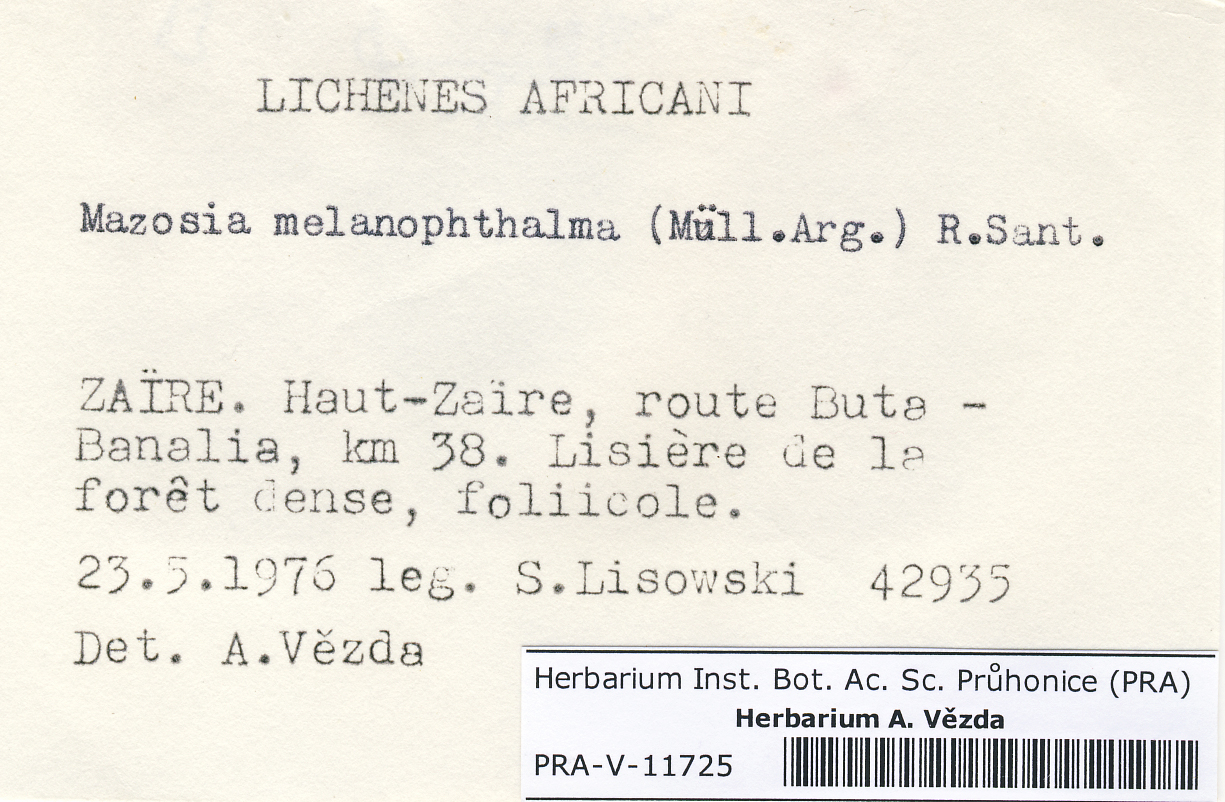 LICHENES AFRICANI
Mazosia melanophthalma (Müll.Arg.) R.Sant.
ZAÏRE. Haut-Zaïre, route Buta -
Banalia, km 38. Lisière de la
forêt dense, foliicole.
23.5.1976 leg. S.Lisowski 42935
Det. A.Vězda
Herbarium Inst. Bot. Ac. Sc. Průhonice (PRA)
Herbarium A. Vězda
PRA-V-11725